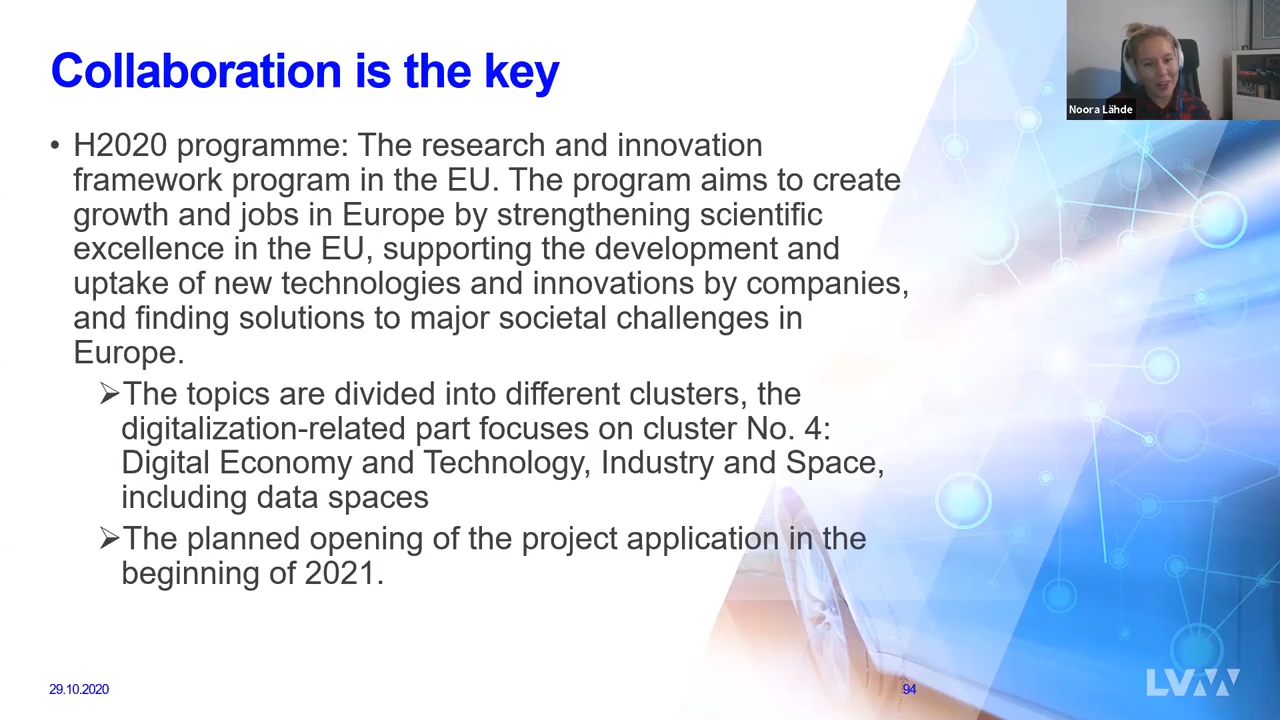 Collaboration is the key
Noora Lähde
• H2020 programme: The research and innovation
framework program in the EU. The program aims to create
growth and jobs in Europe by strengthening scientific
excellence in the EU, supporting the development and
uptake of new technologies and innovations by companies,
and finding solutions to major societal challenges in
Europe.
➢The topics are divided into different clusters, the
digitalization-related part focuses on cluster No. 4:
Digital Economy and Technology, Industry and Space,
including data spaces
➢The planned opening of the project application in the
beginning of 2021.
29.10.2020
94
LVM